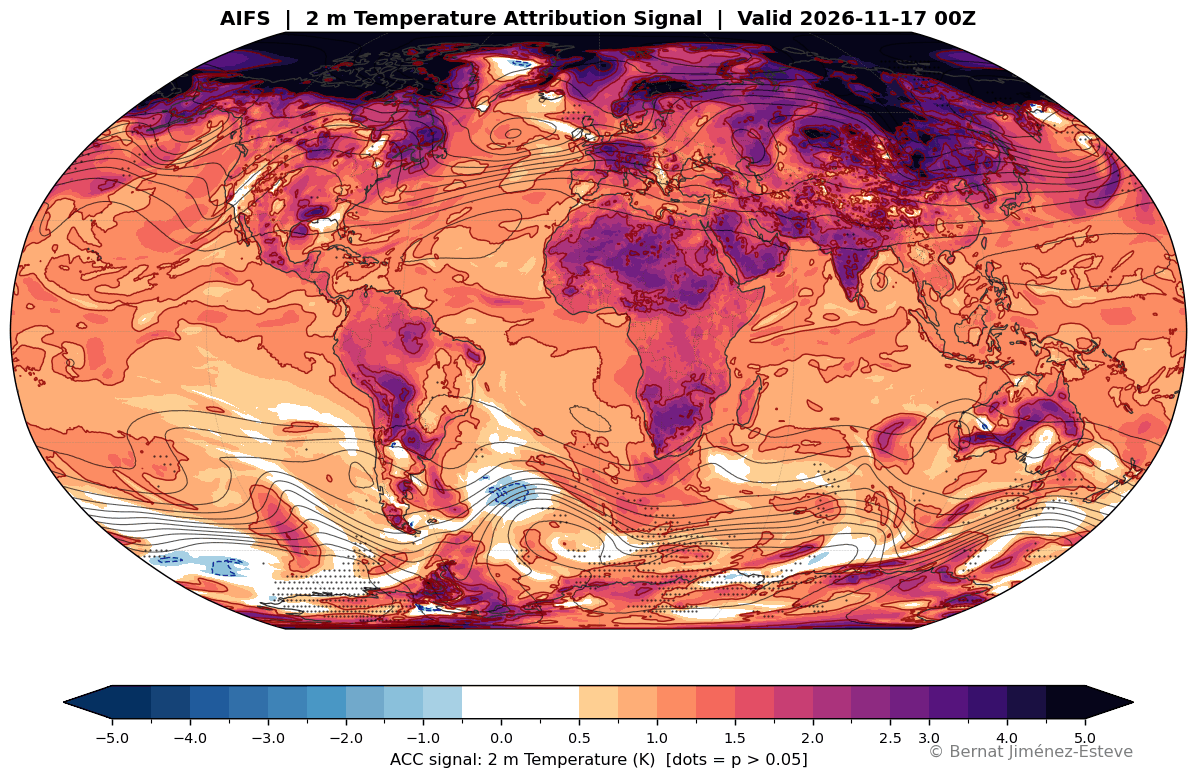 AIFS | 2 m Temperature Attribution Signal | Valid 2026-11-17 00Z
−5.0 −4.0 −3.0 −2.0 −1.0 0.0 0.5 1.0 1.5 2.0 2.5 3.0 4.0 5.0
© Bernat Jiménez-Esteve
ACC signal: 2 m Temperature (K) [dots = p > 0.05]